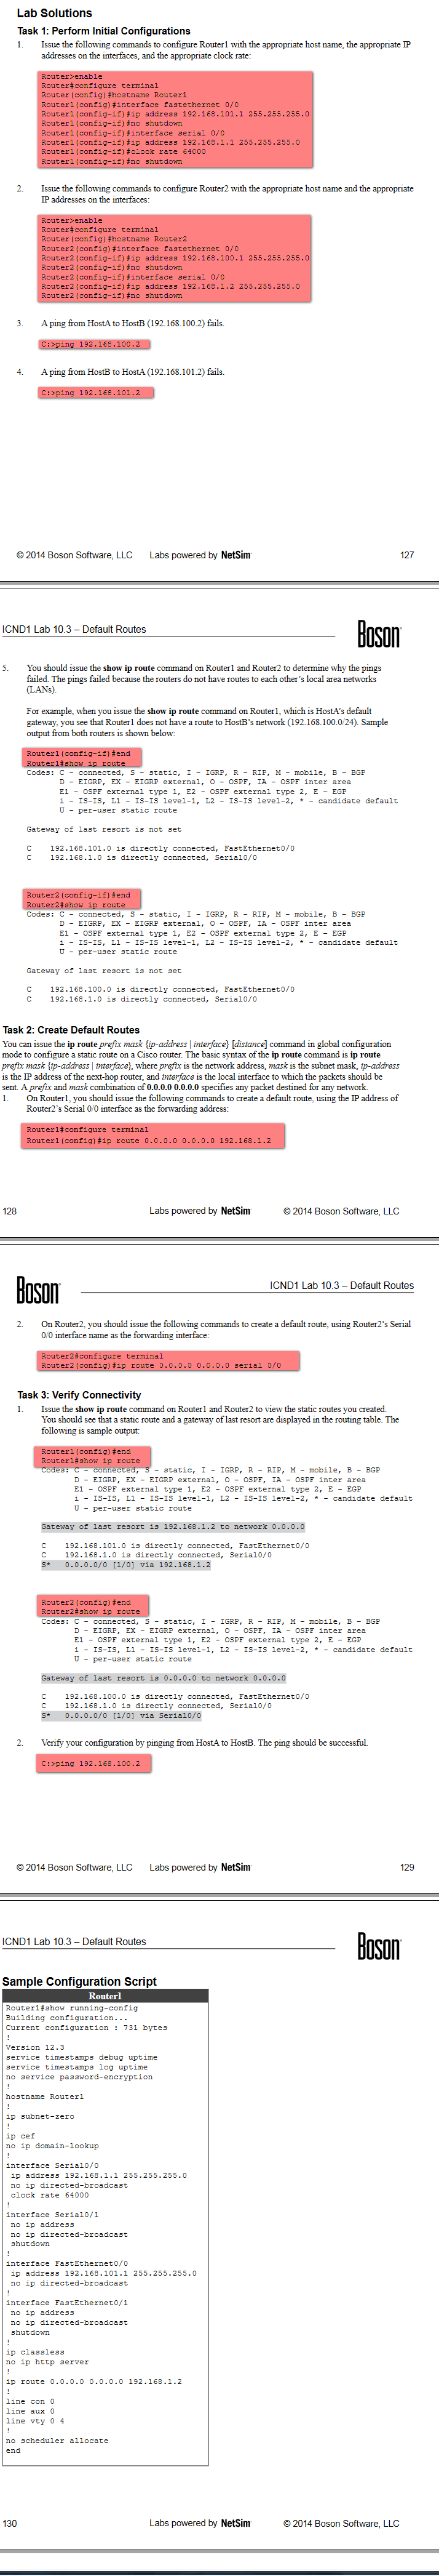 Lab Solutions
Task 1: Perform Initial Configurations
1. Issue the following commands to configure Router1 with the appropriate host name, the appropriate IP
addresses on the interfaces, and the appropriate clock rate:
Router>enable
Router#configure terminal
Router(config)#hostname Router1
Router1(config)#interface fastethernet 0/0
Router1(config-if)#ip address 192.168.101.1 255.255.255.0
Router1(config-if)#no shutdown
Router1(config-if)#interface serial 0/0
Router1(config-if)#ip address 192.168.1.1 255.255.255.0
Router1(config-if)#clock rate 64000
Router1(config-if)#no shutdown
2. Issue the following commands to configure Router2 with the appropriate host name and the appropriate
IP addresses on the interfaces:
Router>enable
Router#configure terminal
Router(config)#hostname Router2
Router2(config)#interface fastethernet 0/0
Router2(config-if)#ip address 192.168.100.1 255.255.255.0
Router2(config-if)#no shutdown
Router2(config-if)#interface serial 0/0
Router2(config-if)#ip address 192.168.1.2 255.255.255.0
Router2(config-if)#no shutdown
3. A ping from HostA to HostB (192.168.100.2) fails.
C:>ping 192.168.100.2
4. A ping from HostB to HostA (192.168.101.2) fails.
C:>ping 192.168.101.2
© 2014 Boson Software, LLC Labs powered by NetSim 127
ICND1 Lab 10.3 – Default Routes Boson
5. You should issue the show ip route command on Router1 and Router2 to determine why the pings
failed. The pings failed because the routers do not have routes to each other's local area networks
(LANs).
For example, when you issue the show ip route command on Router1, which is HostA's default
gateway, you see that Router1 does not have a route to HostB's network (192.168.100.0/24). Sample
output from both routers is shown below:
Router1(config-if)#end
Router1#show ip route
Codes: C - connected, S - static, I - IGRP, R - RIP, M - mobile, B - BGP
D - EIGRP, EX - EIGRP external, O - OSPF, IA - OSPF inter area
E1 - OSPF external type 1, E2 - OSPF external type 2, E - EGP
i - IS-IS, L1 - IS-IS level-1, L2 - IS-IS level-2, * - candidate default
U - per-user static route
Gateway of last resort is not set
C 192.168.101.0 is directly connected, FastEthernet0/0
C 192.168.1.0 is directly connected, Serial0/0
Router2(config-if)#end
Router2#show ip route
Codes: C - connected, S - static, I - IGRP, R - RIP, M - mobile, B - BGP
D - EIGRP, EX - EIGRP external, O - OSPF, IA - OSPF inter area
E1 - OSPF external type 1, E2 - OSPF external type 2, E - EGP
i - IS-IS, L1 - IS-IS level-1, L2 - IS-IS level-2, * - candidate default
U - per-user static route
Gateway of last resort is not set
C 192.168.100.0 is directly connected, FastEthernet0/0
C 192.168.1.0 is directly connected, Serial0/0
Task 2: Create Default Routes
You can issue the ip route prefix mask {ip-address | interface} [distance] command in global configuration
mode to configure a static route on a Cisco router. The basic syntax of the ip route command is ip route
prefix mask {ip-address | interface}, where prefix is the network address, mask is the subnet mask, ip-address
is the IP address of the next-hop router, and interface is the local interface to which the packets should be
sent. A prefix and mask combination of 0.0.0.0 0.0.0.0 specifies any packet destined for any network.
1. On Router1, you should issue the following commands to create a default route, using the IP address of
Router2's Serial 0/0 interface as the forwarding address:
Router1#configure terminal
Router1(config)#ip route 0.0.0.0 0.0.0.0 192.168.1.2
128 Labs powered by NetSim © 2014 Boson Software, LLC
Boson ICND1 Lab 10.3 – Default Routes
2. On Router2, you should issue the following commands to create a default route, using Router2's Serial
0/0 interface name as the forwarding interface:
Router2#configure terminal
Router2(config)#ip route 0.0.0.0 0.0.0.0 serial 0/0
Task 3: Verify Connectivity
1. Issue the show ip route command on Router1 and Router2 to view the static routes you created.
You should see that a static route and a gateway of last resort are displayed in the routing table. The
following is sample output:
Router1(config)#end
Router1#show ip route
Codes: C - connected, S - static, I - IGRP, R - RIP, M - mobile, B - BGP
D - EIGRP, EX - EIGRP external, O - OSPF, IA - OSPF inter area
E1 - OSPF external type 1, E2 - OSPF external type 2, E - EGP
i - IS-IS, L1 - IS-IS level-1, L2 - IS-IS level-2, * - candidate default
U - per-user static route
Gateway of last resort is 192.168.1.2 to network 0.0.0.0
C 192.168.101.0 is directly connected, FastEthernet0/0
C 192.168.1.0 is directly connected, Serial0/0
S* 0.0.0.0/0 [1/0] via 192.168.1.2
Router2(config)#end
Router2#show ip route
Codes: C - connected, S - static, I - IGRP, R - RIP, M - mobile, B - BGP
D - EIGRP, EX - EIGRP external, O - OSPF, IA - OSPF inter area
E1 - OSPF external type 1, E2 - OSPF external type 2, E - EGP
i - IS-IS, L1 - IS-IS level-1, L2 - IS-IS level-2, * - candidate default
U - per-user static route
Gateway of last resort is 0.0.0.0 to network 0.0.0.0
C 192.168.100.0 is directly connected, FastEthernet0/0
C 192.168.1.0 is directly connected, Serial0/0
S* 0.0.0.0/0 [1/0] via Serial0/0
2. Verify your configuration by pinging from HostA to HostB. The ping should be successful.
C:>ping 192.168.100.2
© 2014 Boson Software, LLC Labs powered by NetSim 129
ICND1 Lab 10.3 – Default Routes Boson
Sample Configuration Script
Router1
Router1#show running-config
Building configuration...
Current configuration : 731 bytes
!
Version 12.3
service timestamps debug uptime
service timestamps log uptime
no service password-encryption
!
hostname Router1
!
ip subnet-zero
!
ip cef
no ip domain-lookup
!
interface Serial0/0
ip address 192.168.1.1 255.255.255.0
no ip directed-broadcast
clock rate 64000
!
interface Serial0/1
no ip address
no ip directed-broadcast
shutdown
!
interface FastEthernet0/0
ip address 192.168.101.1 255.255.255.0
no ip directed-broadcast
!
interface FastEthernet0/1
no ip address
no ip directed-broadcast
shutdown
!
ip classless
no ip http server
!
ip route 0.0.0.0 0.0.0.0 192.168.1.2
!
line con 0
line aux 0
line vty 0 4
!
no scheduler allocate
end
130 Labs powered by NetSim © 2014 Boson Software, LLC